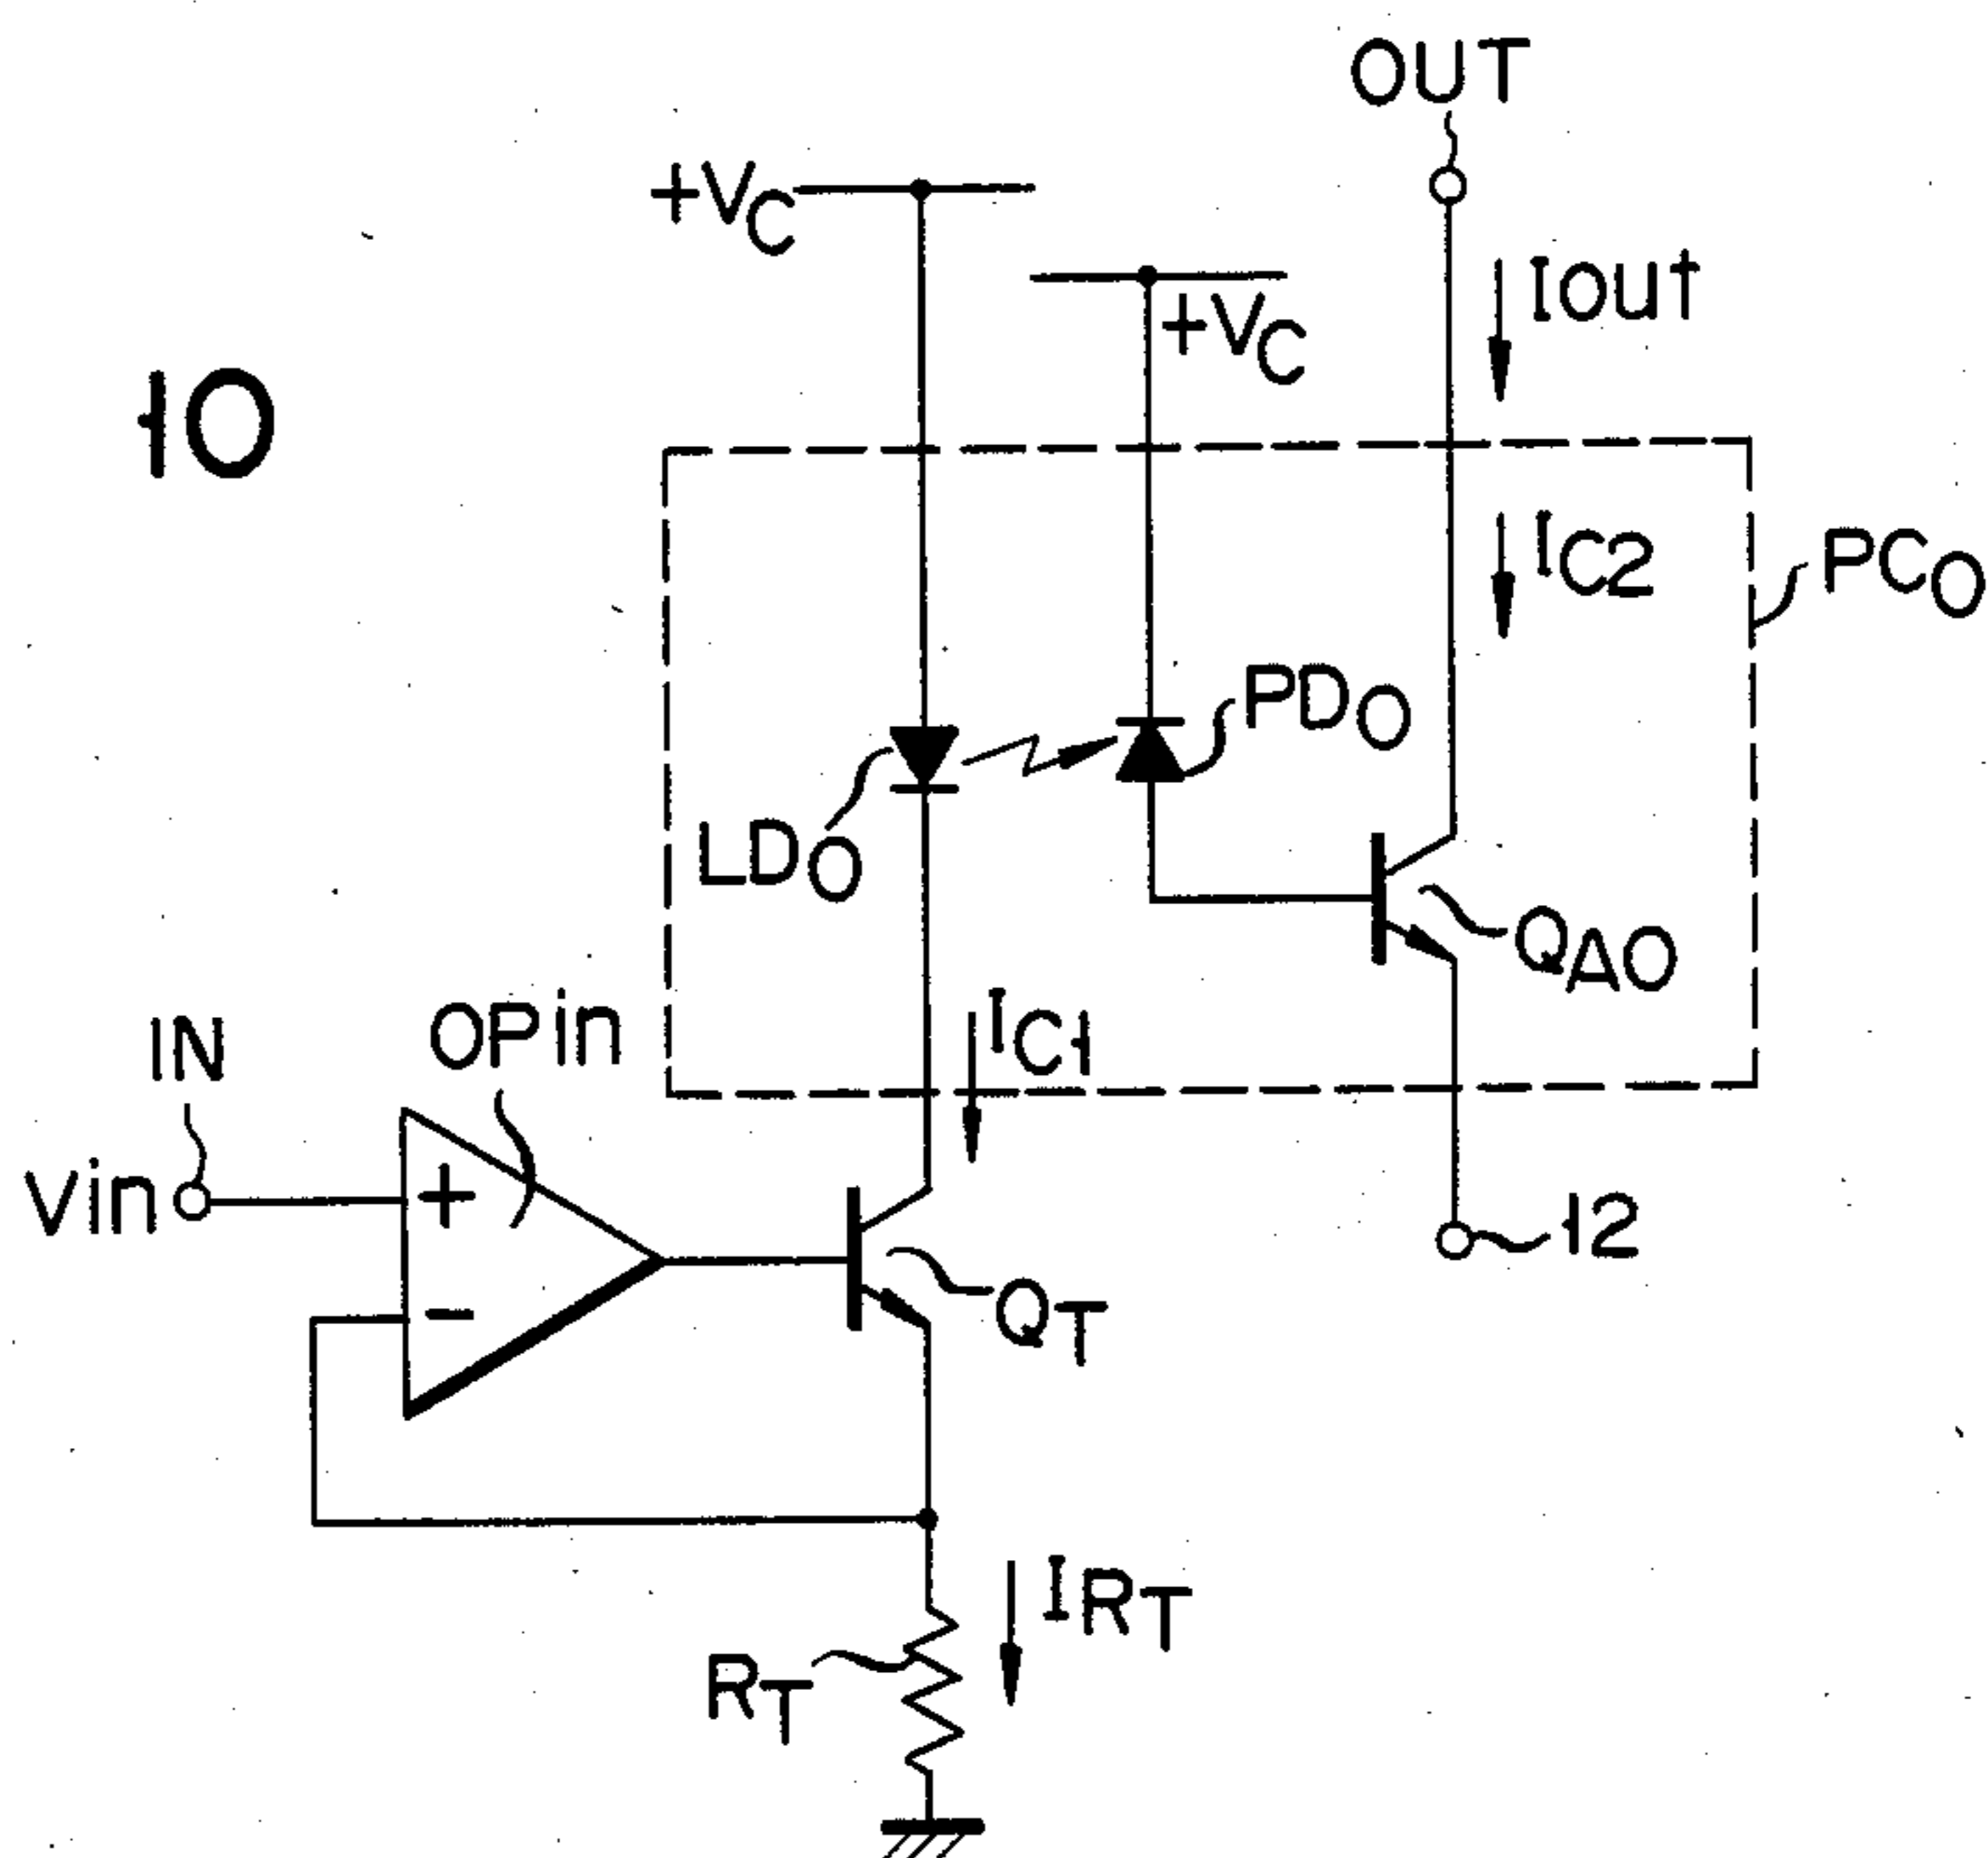 OUT
+VC
Iout
+VC
10
IC2
PCO
PDO
LDO
QAO
IC1
OPin
IN
+
Vin
12
-
QT
IRT
RT